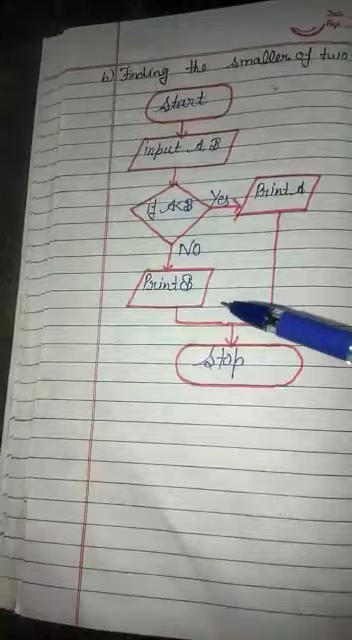 b) Finding the smaller of two
Start
input A B
if A<B
Yes
Print A
NO
Print B
Stop